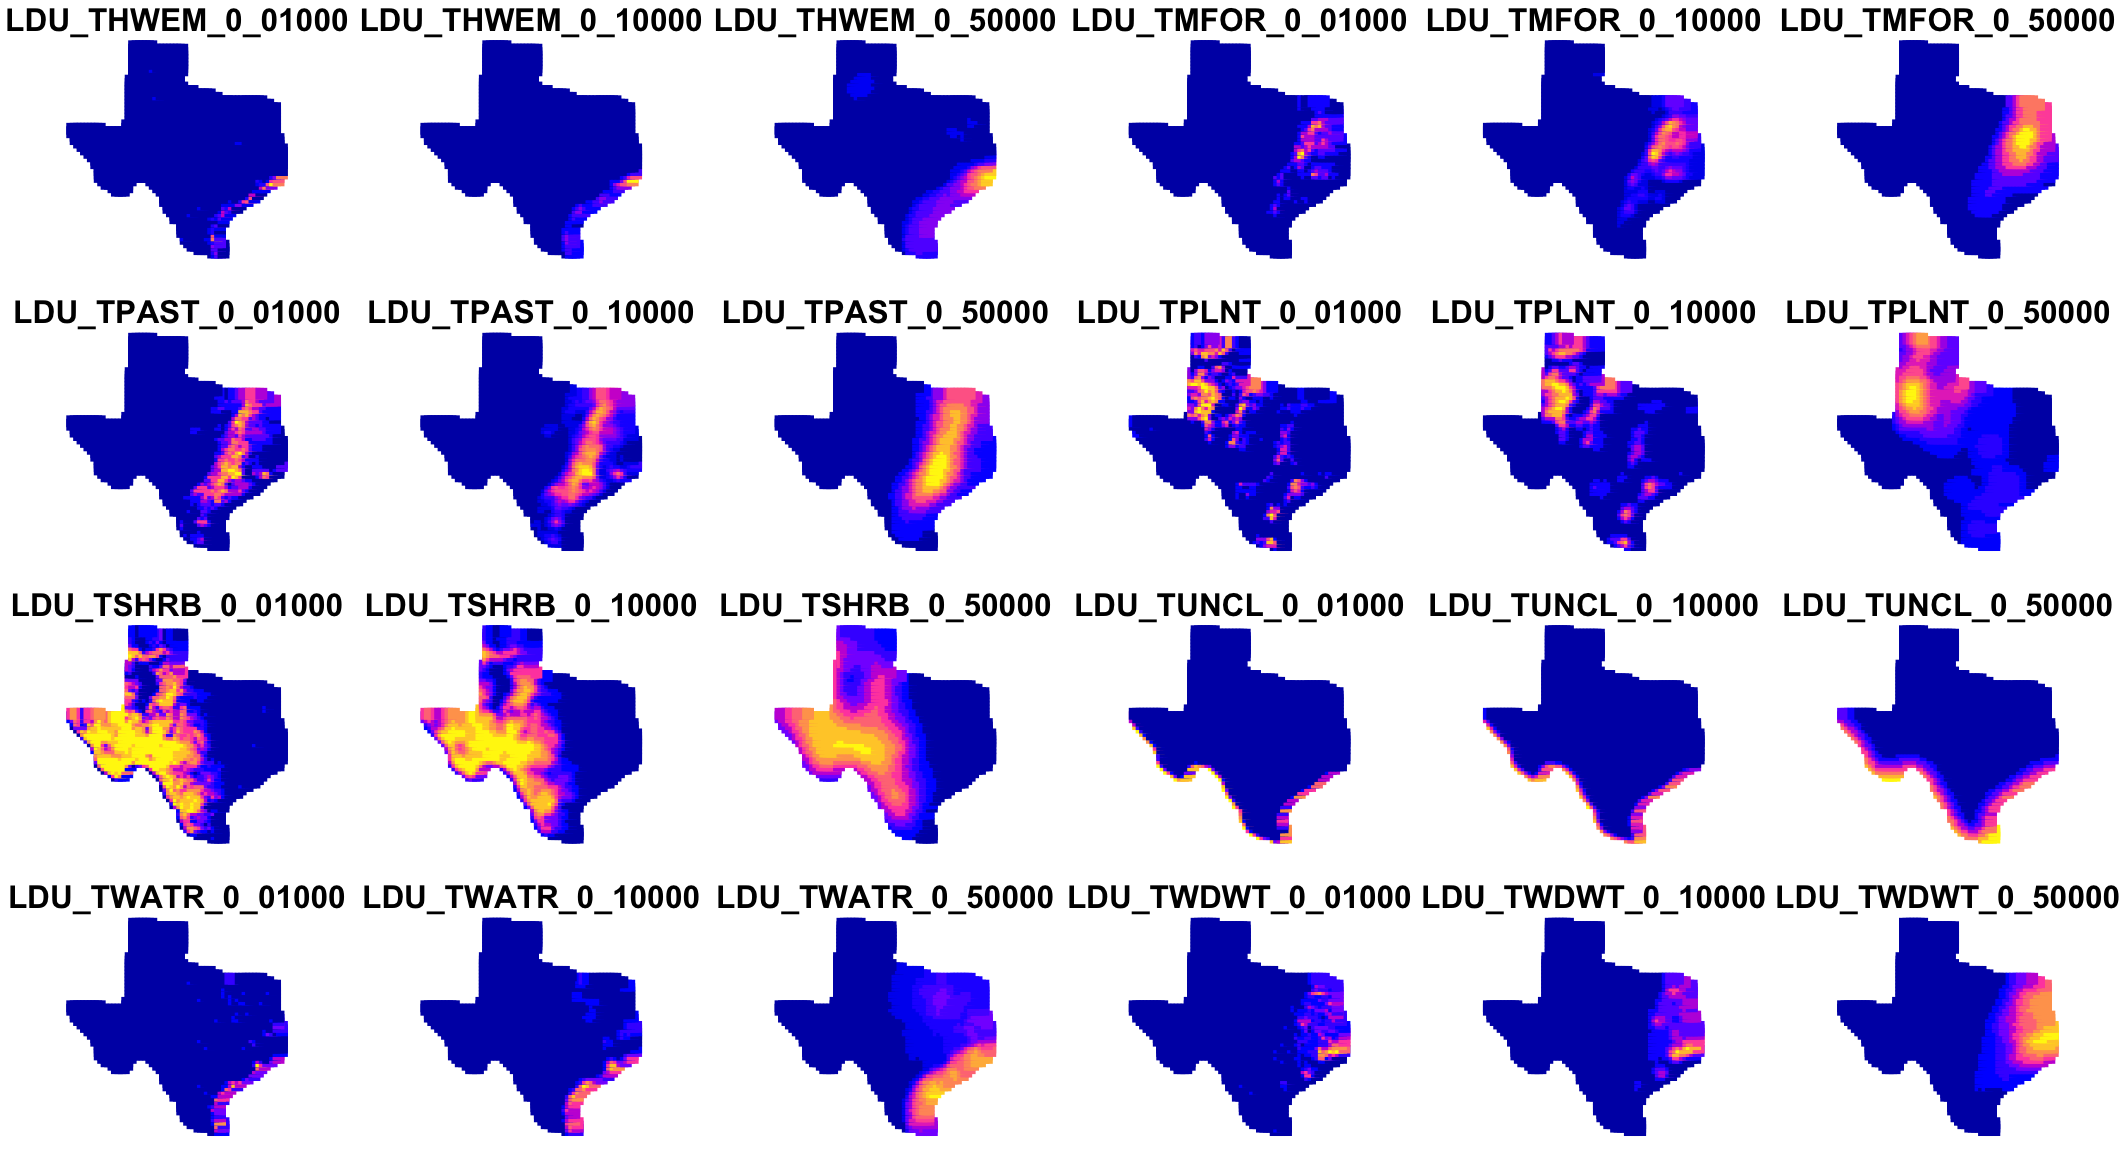 LDU_THWEM_0_01000 LDU_THWEM_0_10000 LDU_THWEM_0_50000 LDU_TMFOR_0_01000 LDU_TMFOR_0_10000 LDU_TMFOR_0_50000
LDU_TPAST_0_01000 LDU_TPAST_0_10000 LDU_TPAST_0_50000 LDU_TPLNT_0_01000 LDU_TPLNT_0_10000 LDU_TPLNT_0_50000
LDU_TSHRB_0_01000 LDU_TSHRB_0_10000 LDU_TSHRB_0_50000 LDU_TUNCL_0_01000 LDU_TUNCL_0_10000 LDU_TUNCL_0_50000
LDU_TWATR_0_01000 LDU_TWATR_0_10000 LDU_TWATR_0_50000 LDU_TWDWT_0_01000 LDU_TWDWT_0_10000 LDU_TWDWT_0_50000